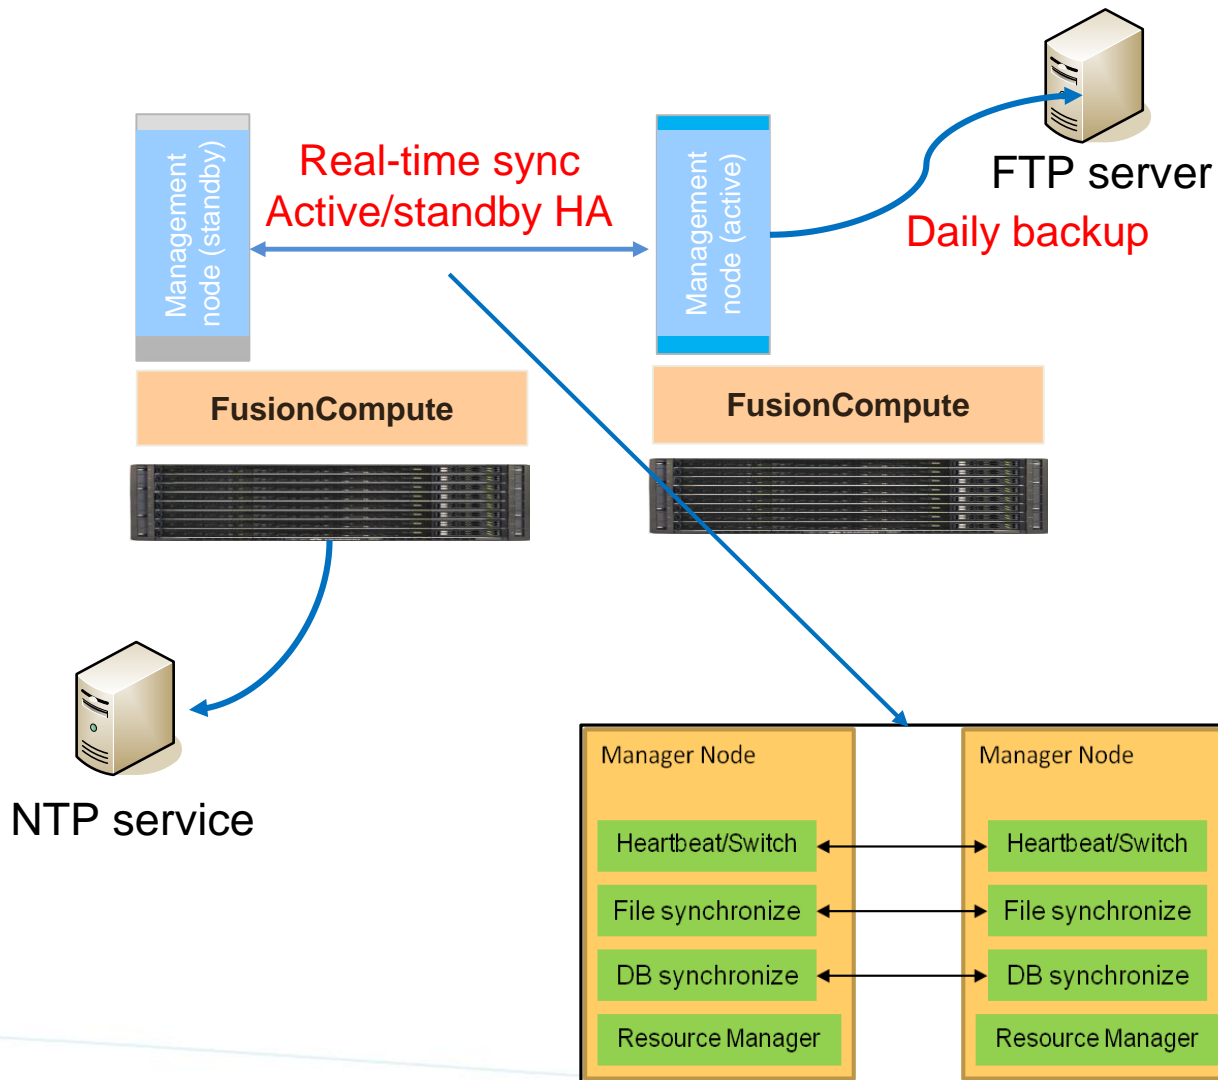 Management
node (standby)
Real-time sync
Active/standby HA
Management
node (active)
FTP server
Daily backup
FusionCompute
FusionCompute
NTP service
Manager Node
Heartbeat/Switch
File synchronize
DB synchronize
Resource Manager
Manager Node
Heartbeat/Switch
File synchronize
DB synchronize
Resource Manager